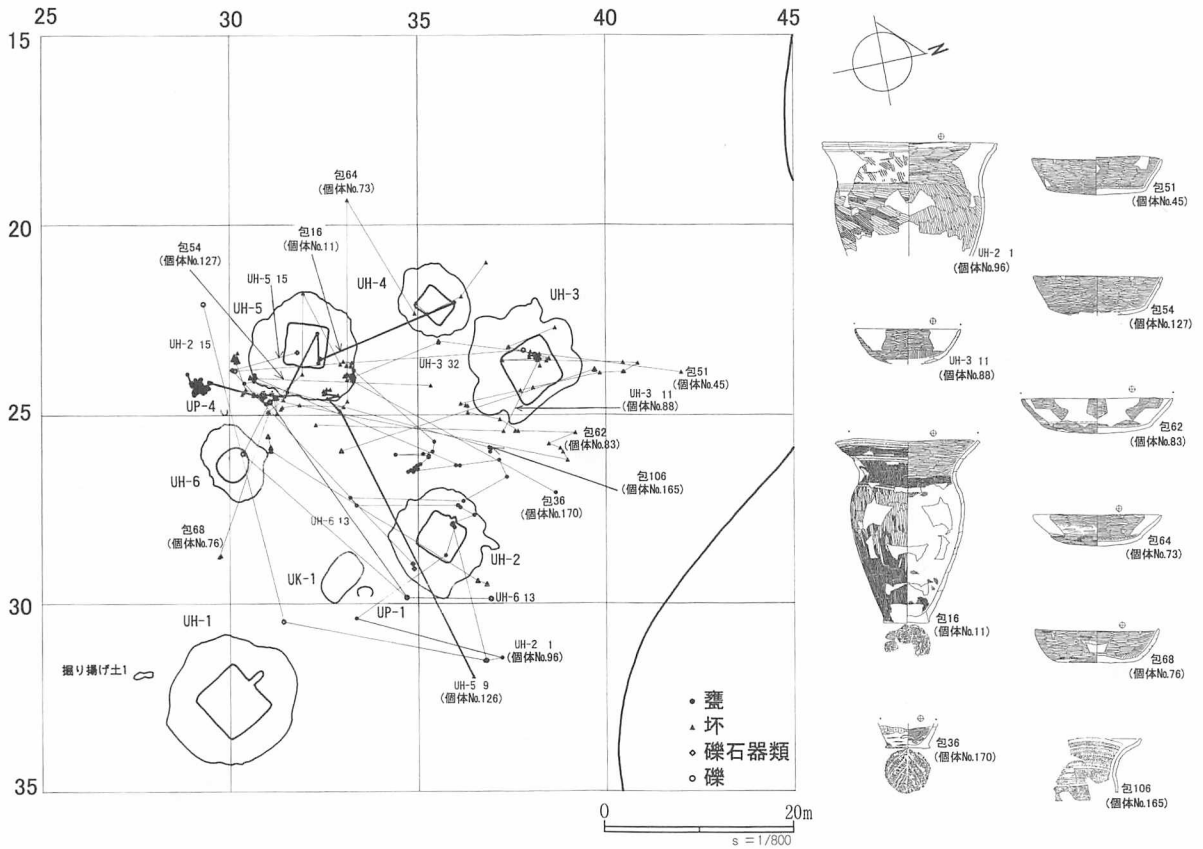 25 30 35 40 45
15
20
25
30
35
包64
(個体No.73)
包16
(個体No.11)
包54
(個体No.127)
UH-5 15
UH-5
UH-4
UH-3
UH-2 15
UH-3 32
包51
(個体No.45)
UH-3 11
(個体No.88)
UP-4
包62
(個体No.83)
UH-6
包106
(個体No.165)
包36
(個体No.170)
UH-6 13
包68
(個体No.76)
UH-2
UK-1
UP-1
UH-6 13
UH-1
UH-2 1
(個体No.96)
掘り揚げ土1
UH-5 9
(個体No.126)
甕
坏
礫石器類
礫
0 20m
s =1/800
N
UH-2 1
(個体No.96)
UH-3 11
(個体No.88)
包16
(個体No.11)
包36
(個体No.170)
包51
(個体No.45)
包54
(個体No.127)
包62
(個体No.83)
包64
(個体No.73)
包68
(個体No.76)
包106
(個体No.165)